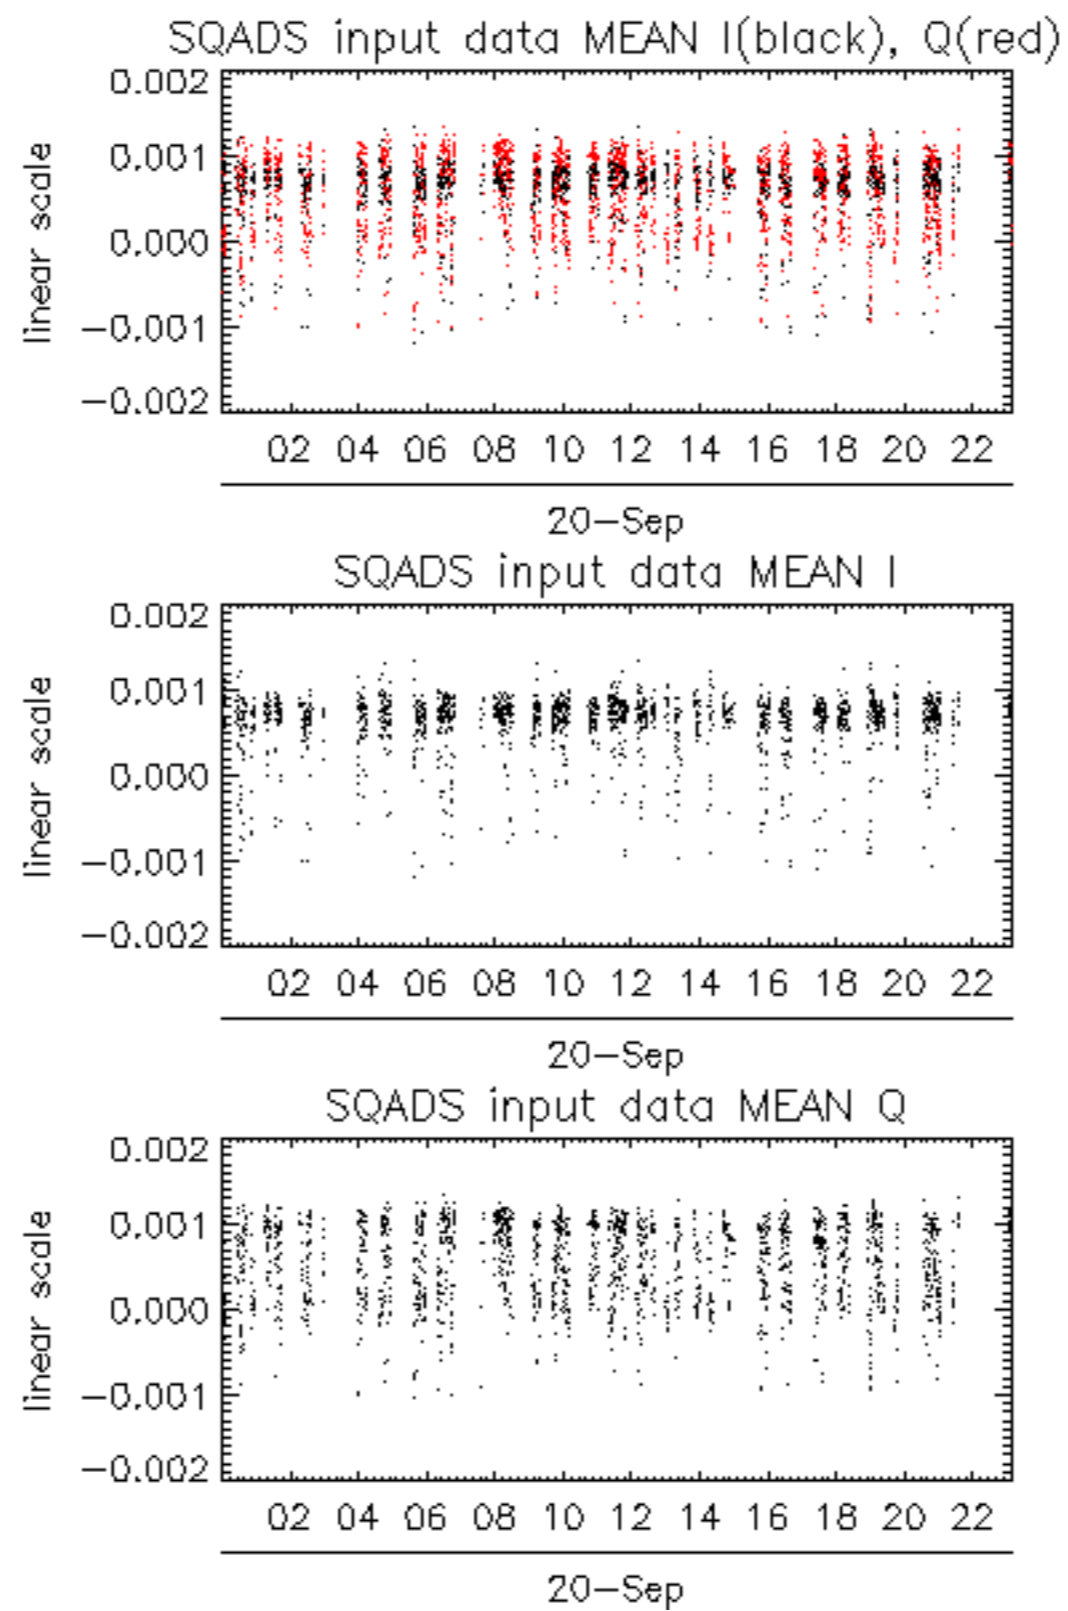 SQADS input data MEAN I(black), Q(red)
0.002
0.001
0.000
−0.001
−0.002
linear scale
02 04 06 08 10 12 14 16 18 20 22
20−Sep
SQADS input data MEAN I
0.002
0.001
0.000
−0.001
−0.002
linear scale
02 04 06 08 10 12 14 16 18 20 22
20−Sep
SQADS input data MEAN Q
0.002
0.001
0.000
−0.001
−0.002
linear scale
02 04 06 08 10 12 14 16 18 20 22
20−Sep